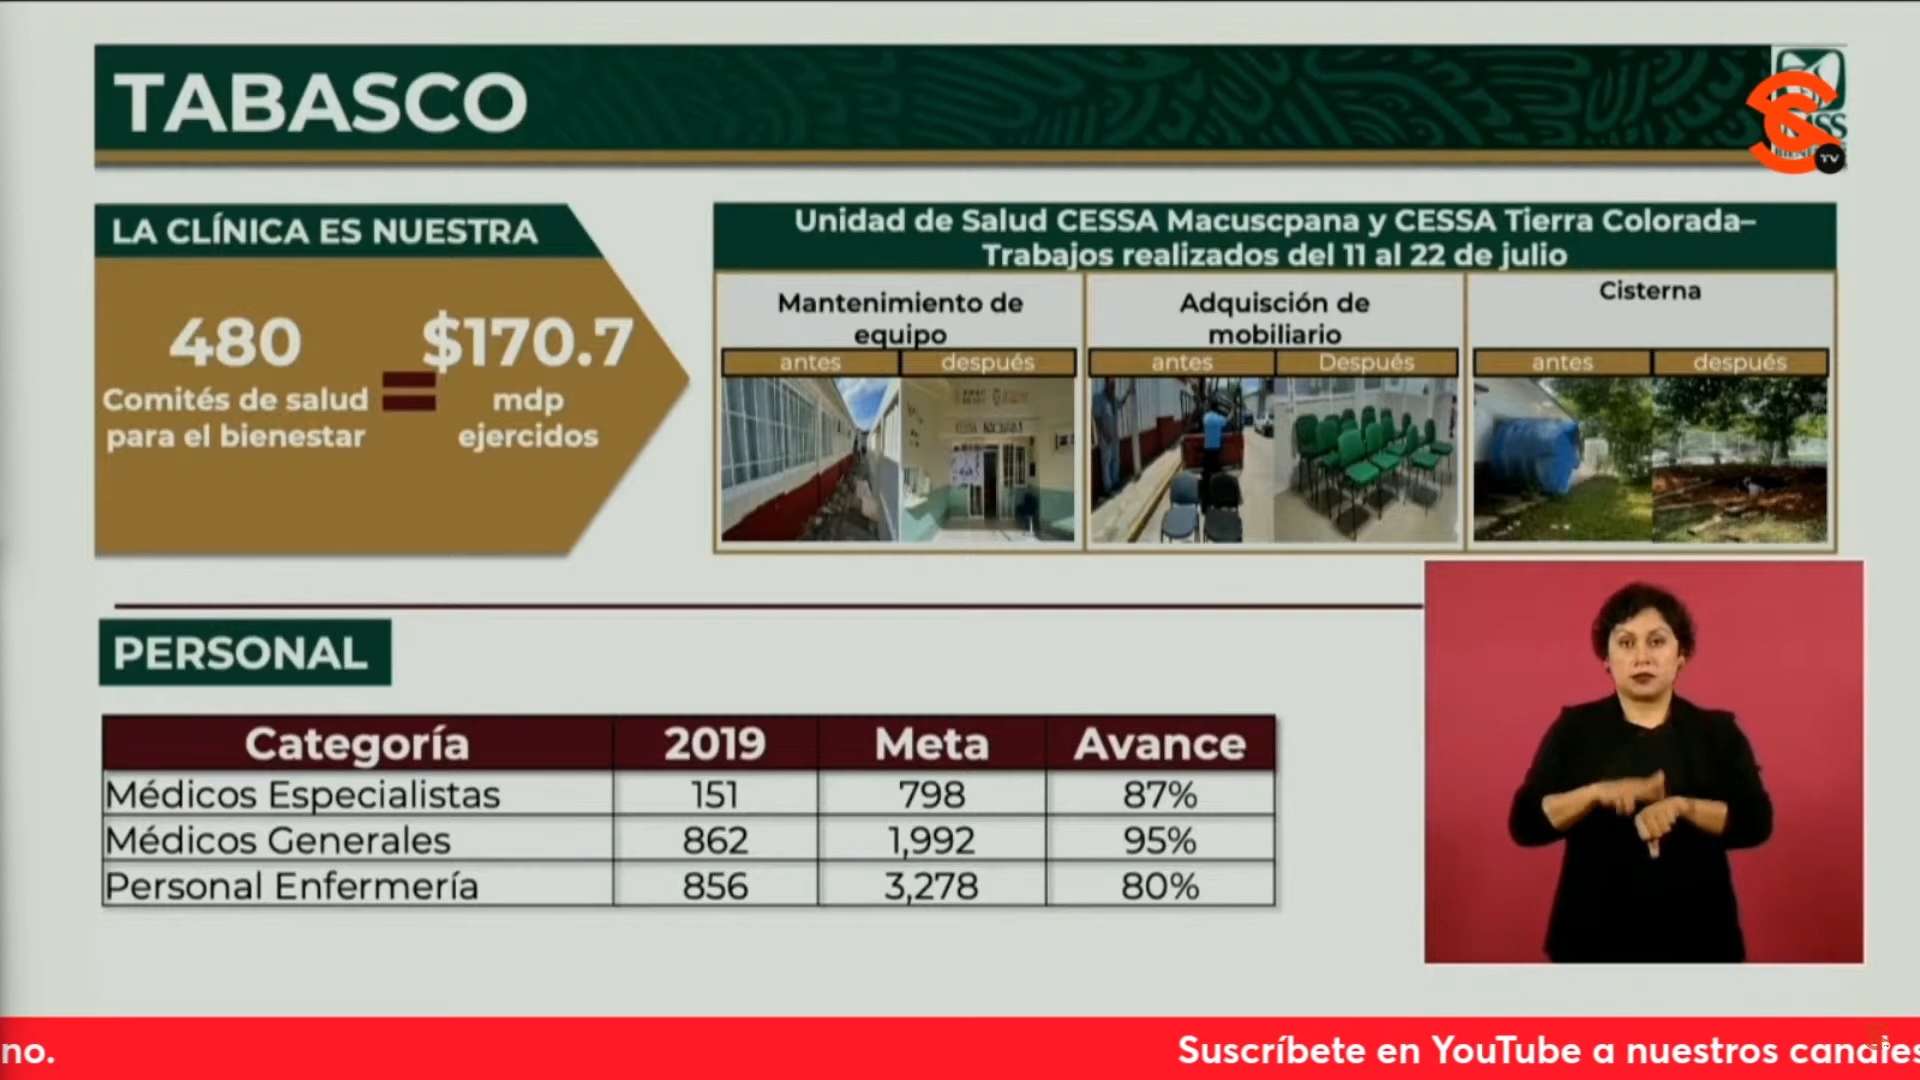 TABASCO
TV
LA CLÍNICA ES NUESTRA
480
Comités de salud
para el bienestar
=
$170.7
mdp
ejercidos
Unidad de Salud CESSA Macuscpana y CESSA Tierra Colorada–
Trabajos realizados del 11 al 22 de julio
Mantenimiento de
equipo
antes después
Adquisción de
mobiliario
antes Después
Cisterna
antes después
PERSONAL
Categoría 2019 Meta Avance
Médicos Especialistas 151 798 87%
Médicos Generales 862 1,992 95%
Personal Enfermería 856 3,278 80%
no. Suscríbete en YouTube a nuestros canales